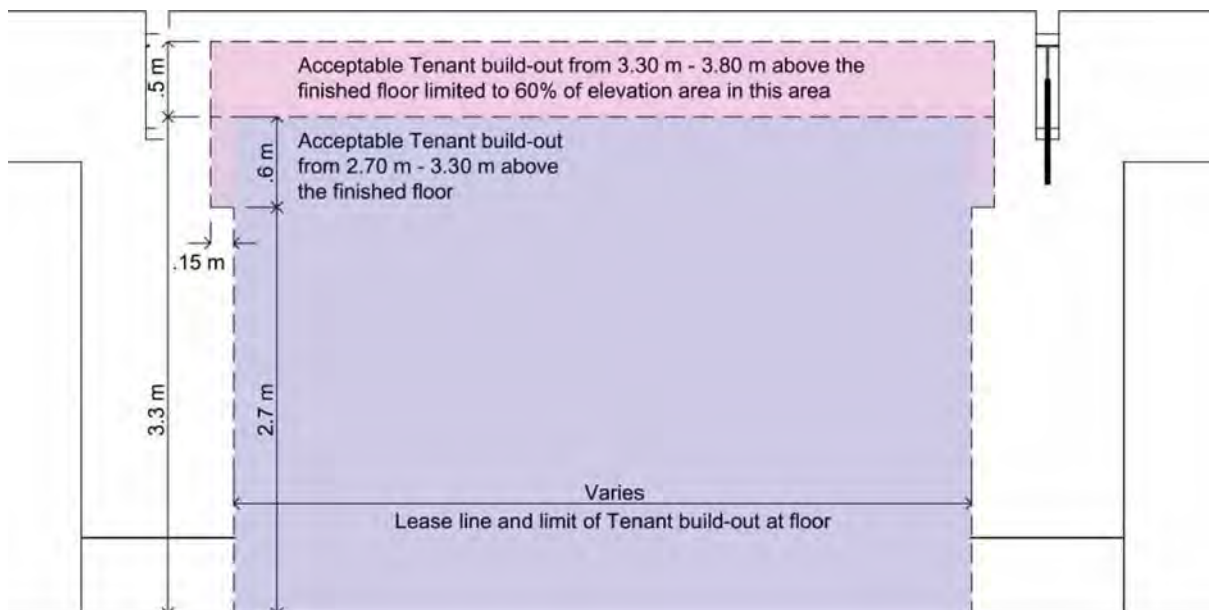 .5 m
Acceptable Tenant build-out from 3.30 m - 3.80 m above the
finished floor limited to 60% of elevation area in this area
.6 m
Acceptable Tenant build-out
from 2.70 m - 3.30 m above
the finished floor
.15 m
3.3 m
2.7 m
Varies
Lease line and limit of Tenant build-out at floor